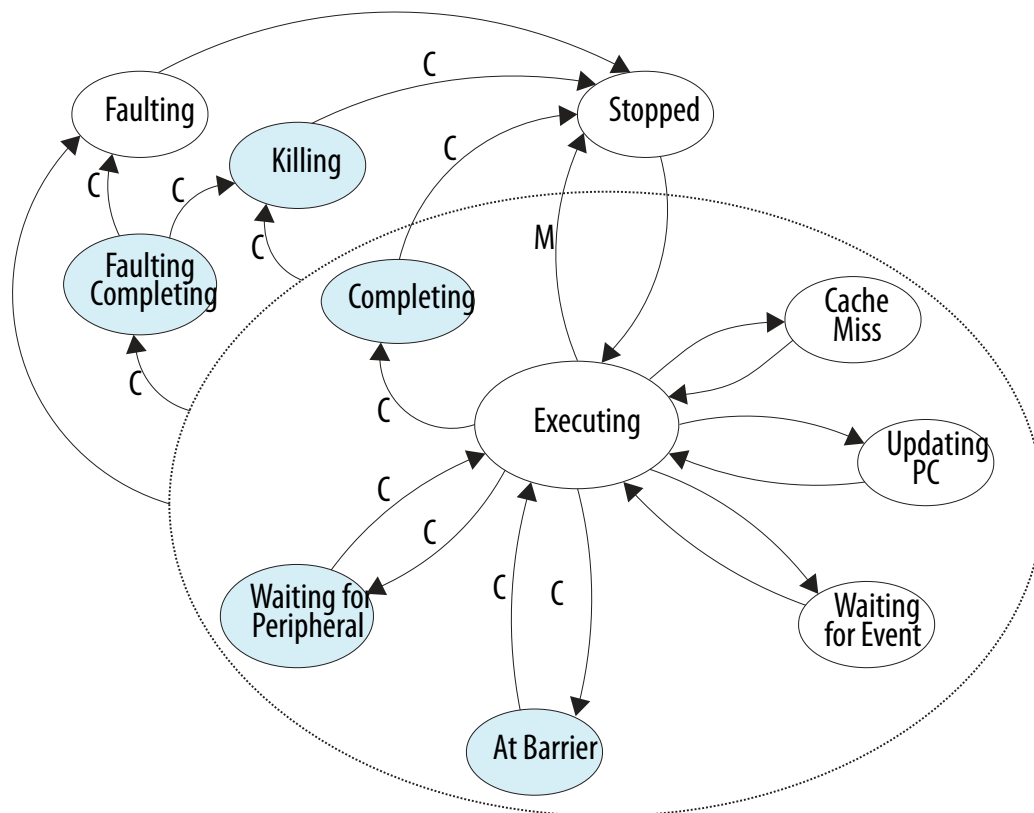 C
Faulting
Stopped
Killing
C
C
C
M
C
Faulting
Completing
Completing
Cache
Miss
C
C
Executing
Updating
PC
C
C
Waiting for
Peripheral
C
C
Waiting
for Event
At Barrier